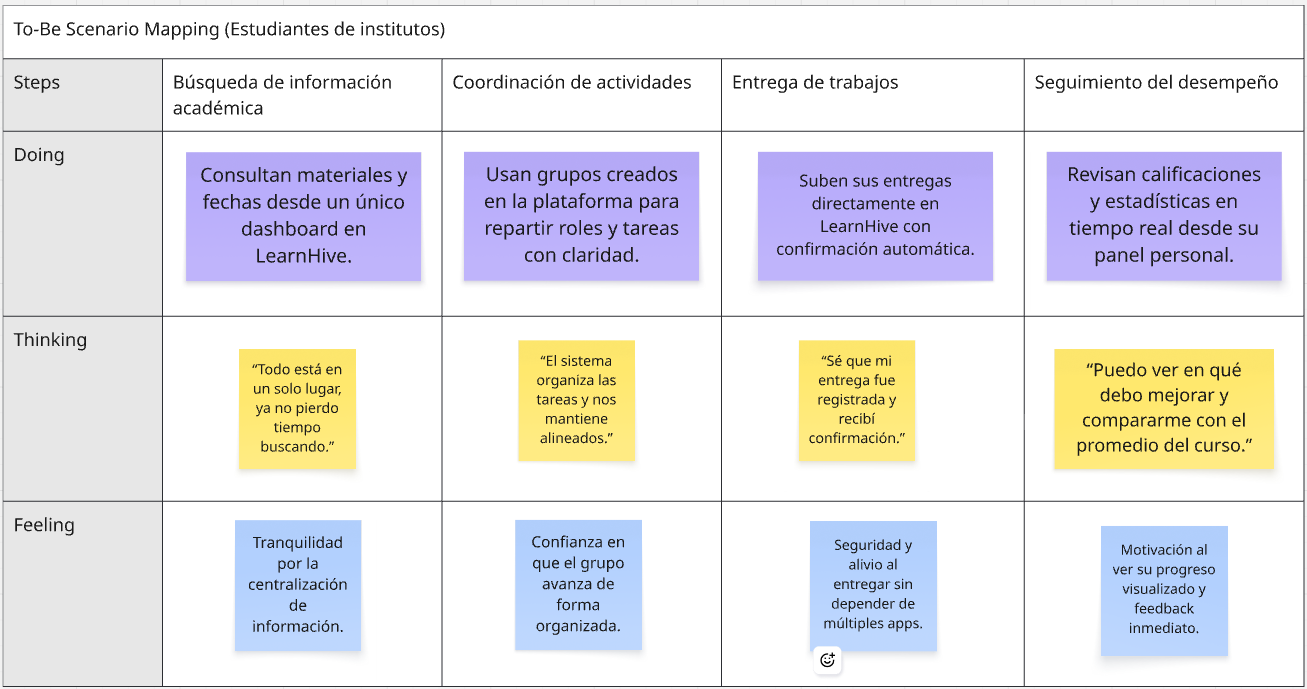 To-Be Scenario Mapping (Estudiantes de institutos)
Steps
Búsqueda de información
académica
Coordinación de actividades
Entrega de trabajos
Seguimiento del desempeño
Doing
Consultan materiales y
fechas desde un único
dashboard en
LearnHive.
Usan grupos creados
en la plataforma para
repartir roles y tareas
con claridad.
Suben sus entregas
directamente en
LearnHive con
confirmación automática.
Revisan calificaciones
y estadísticas en
tiempo real desde su
panel personal.
Thinking
“Todo está en
un solo lugar,
ya no pierdo
tiempo
buscando.”
“El sistema
organiza las
tareas y nos
mantiene
alineados.”
“Sé que mi
entrega fue
registrada y
recibí
confirmación.”
“Puedo ver en qué
debo mejorar y
compararme con el
promedio del curso.”
Feeling
Tranquilidad
por la
centralización
de
información.
Confianza en
que el grupo
avanza de
forma
organizada.
Seguridad y
alivio al
entregar sin
depender de
múltiples apps.
Motivación al
ver su progreso
visualizado y
feedback
inmediato.